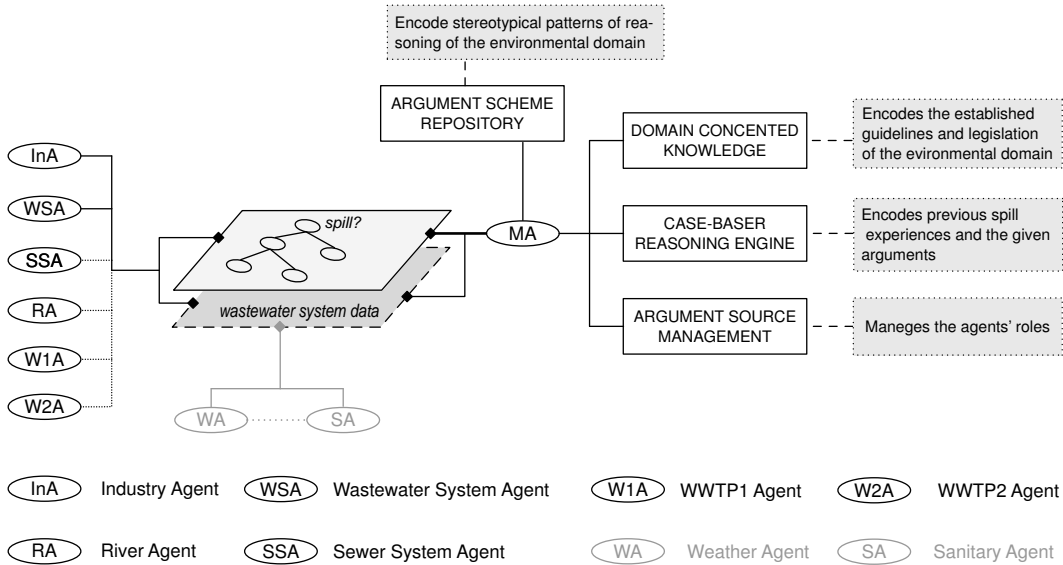 Encode stereotypical patterns of rea-
soning of the environmental domain
ARGUMENT SCHEME
REPOSITORY
DOMAIN CONCENTED
KNOWLEDGE
Encodes the established
guidelines and legislation
of the evironmental domain
InA
WSA
SSA
RA
W1A
W2A
spill?
wastewater system data
MA
CASE-BASER
REASONING ENGINE
Encodes previous spill
experiences and the given
arguments
ARGUMENT SOURCE
MANAGEMENT
Maneges the agents' roles
WA
SA
InA Industry Agent
WSA Wastewater System Agent
W1A WWTP1 Agent
W2A WWTP2 Agent
RA River Agent
SSA Sewer System Agent
WA Weather Agent
SA Sanitary Agent